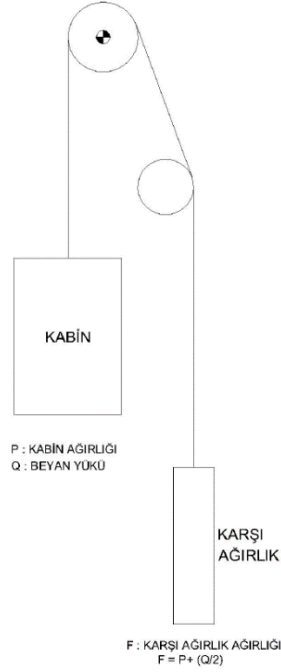 KABİN
P : KABİN AĞIRLIĞI
Q : BEYAN YÜKÜ
KARŞI
AĞIRLIK
F : KARŞI AĞIRLIK AĞIRLIĞI
F = P+ (Q/2)